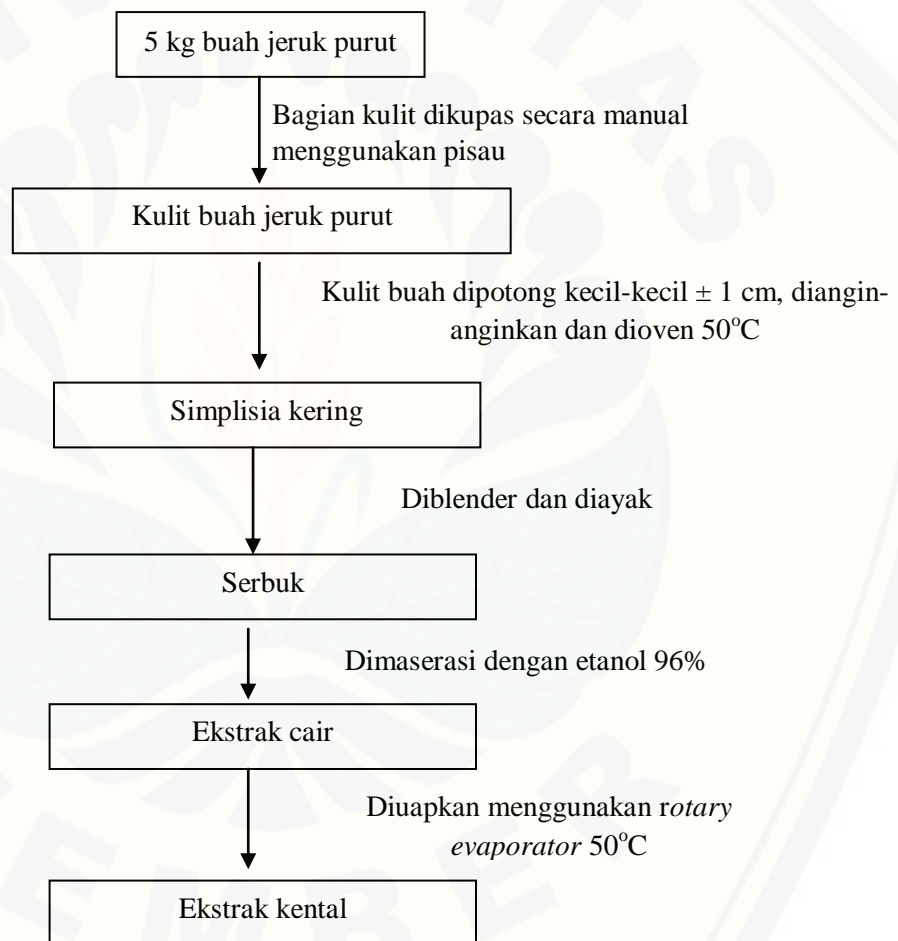 5 kg buah jeruk purut
Bagian kulit dikupas secara manual
menggunakan pisau
Kulit buah jeruk purut
Kulit buah dipotong kecil-kecil ± 1 cm, diangin-
anginkan dan dioven 50°C
Simplisia kering
Diblender dan diayak
Serbuk
Dimaserasi dengan etanol 96%
Ekstrak cair
Diuapkan menggunakan rotary
evaporator 50°C
Ekstrak kental